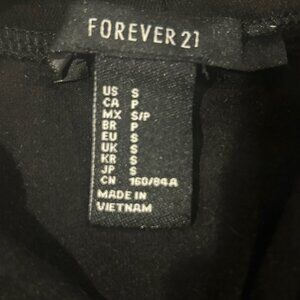 FOREVER 21
US S
CA P
MX S/P
BR P
EU S
UK S
KR S
JP S
CN 160/84A
MADE IN
VIETNAM